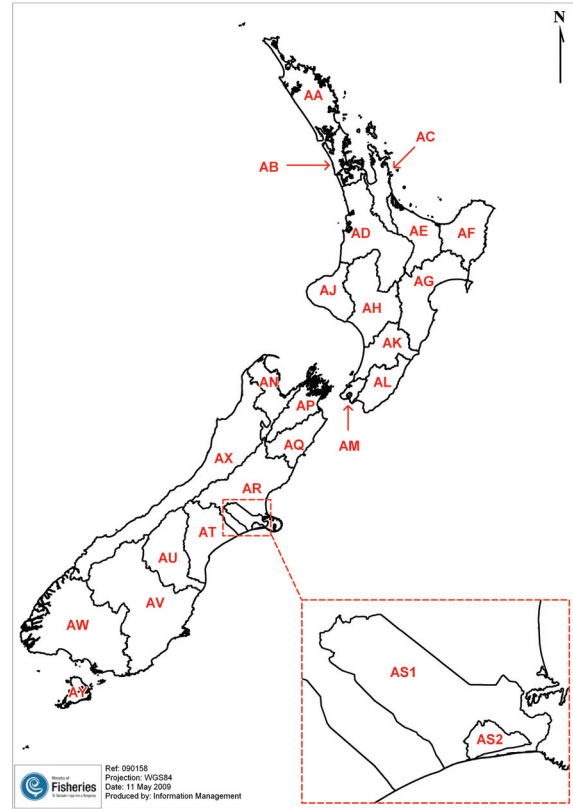 N
AA
AC
AB
AD
AE
AF
AG
AJ
AH
AK
AL
AN
AP
AM
AQ
AX
AR
AT
AU
AV
AW
AY
AS1
AS2
Ministry of
Fisheries
Ref: 090158
Projection: WGS84
Date: 11 May 2009
Produced by: Information Management